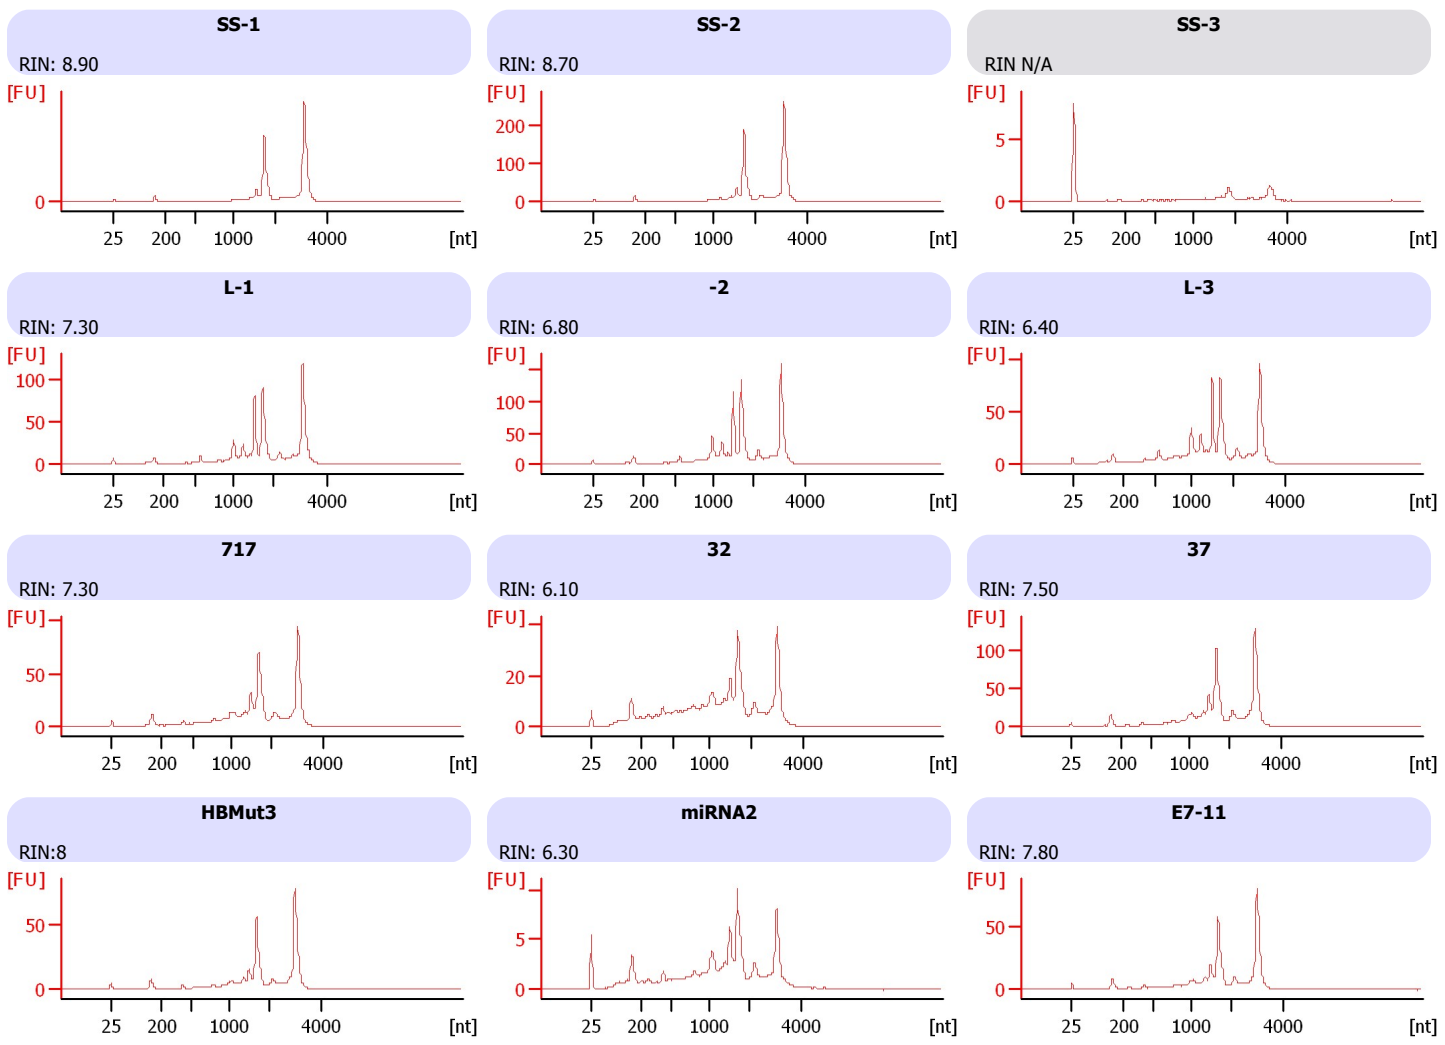 SS-1
RIN: 8.90
[FU]
0
25 200 1000 4000 [nt]
SS-2
RIN: 8.70
[FU]
200
100
0
25 200 1000 4000 [nt]
SS-3
RIN N/A
[FU]
5
0
25 200 1000 4000 [nt]
L-1
RIN: 7.30
[FU]
100
50
0
25 200 1000 4000 [nt]
-2
RIN: 6.80
[FU]
100
50
0
25 200 1000 4000 [nt]
L-3
RIN: 6.40
[FU]
50
0
25 200 1000 4000 [nt]
717
RIN: 7.30
[FU]
50
0
25 200 1000 4000 [nt]
32
RIN: 6.10
[FU]
20
0
25 200 1000 4000 [nt]
37
RIN: 7.50
[FU]
100
50
0
25 200 1000 4000 [nt]
HBMut3
RIN:8
[FU]
50
0
25 200 1000 4000 [nt]
miRNA2
RIN: 6.30
[FU]
5
0
25 200 1000 4000 [nt]
E7-11
RIN: 7.80
[FU]
50
0
25 200 1000 4000 [nt]